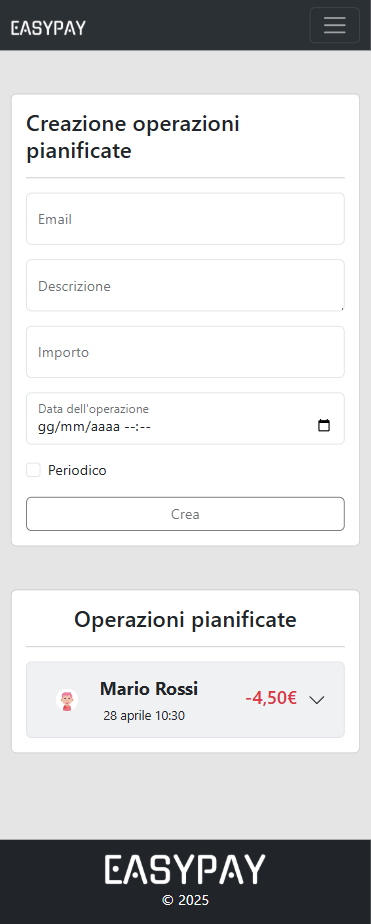 EASYPAY
Creazione operazioni
pianificate
Email
Descrizione
Importo
Data dell'operazione
gg/mm/aaaa --:--
Periodico
Crea
Operazioni pianificate
Mario Rossi
-4,50€
28 aprile 10:30
EASYPAY
© 2025